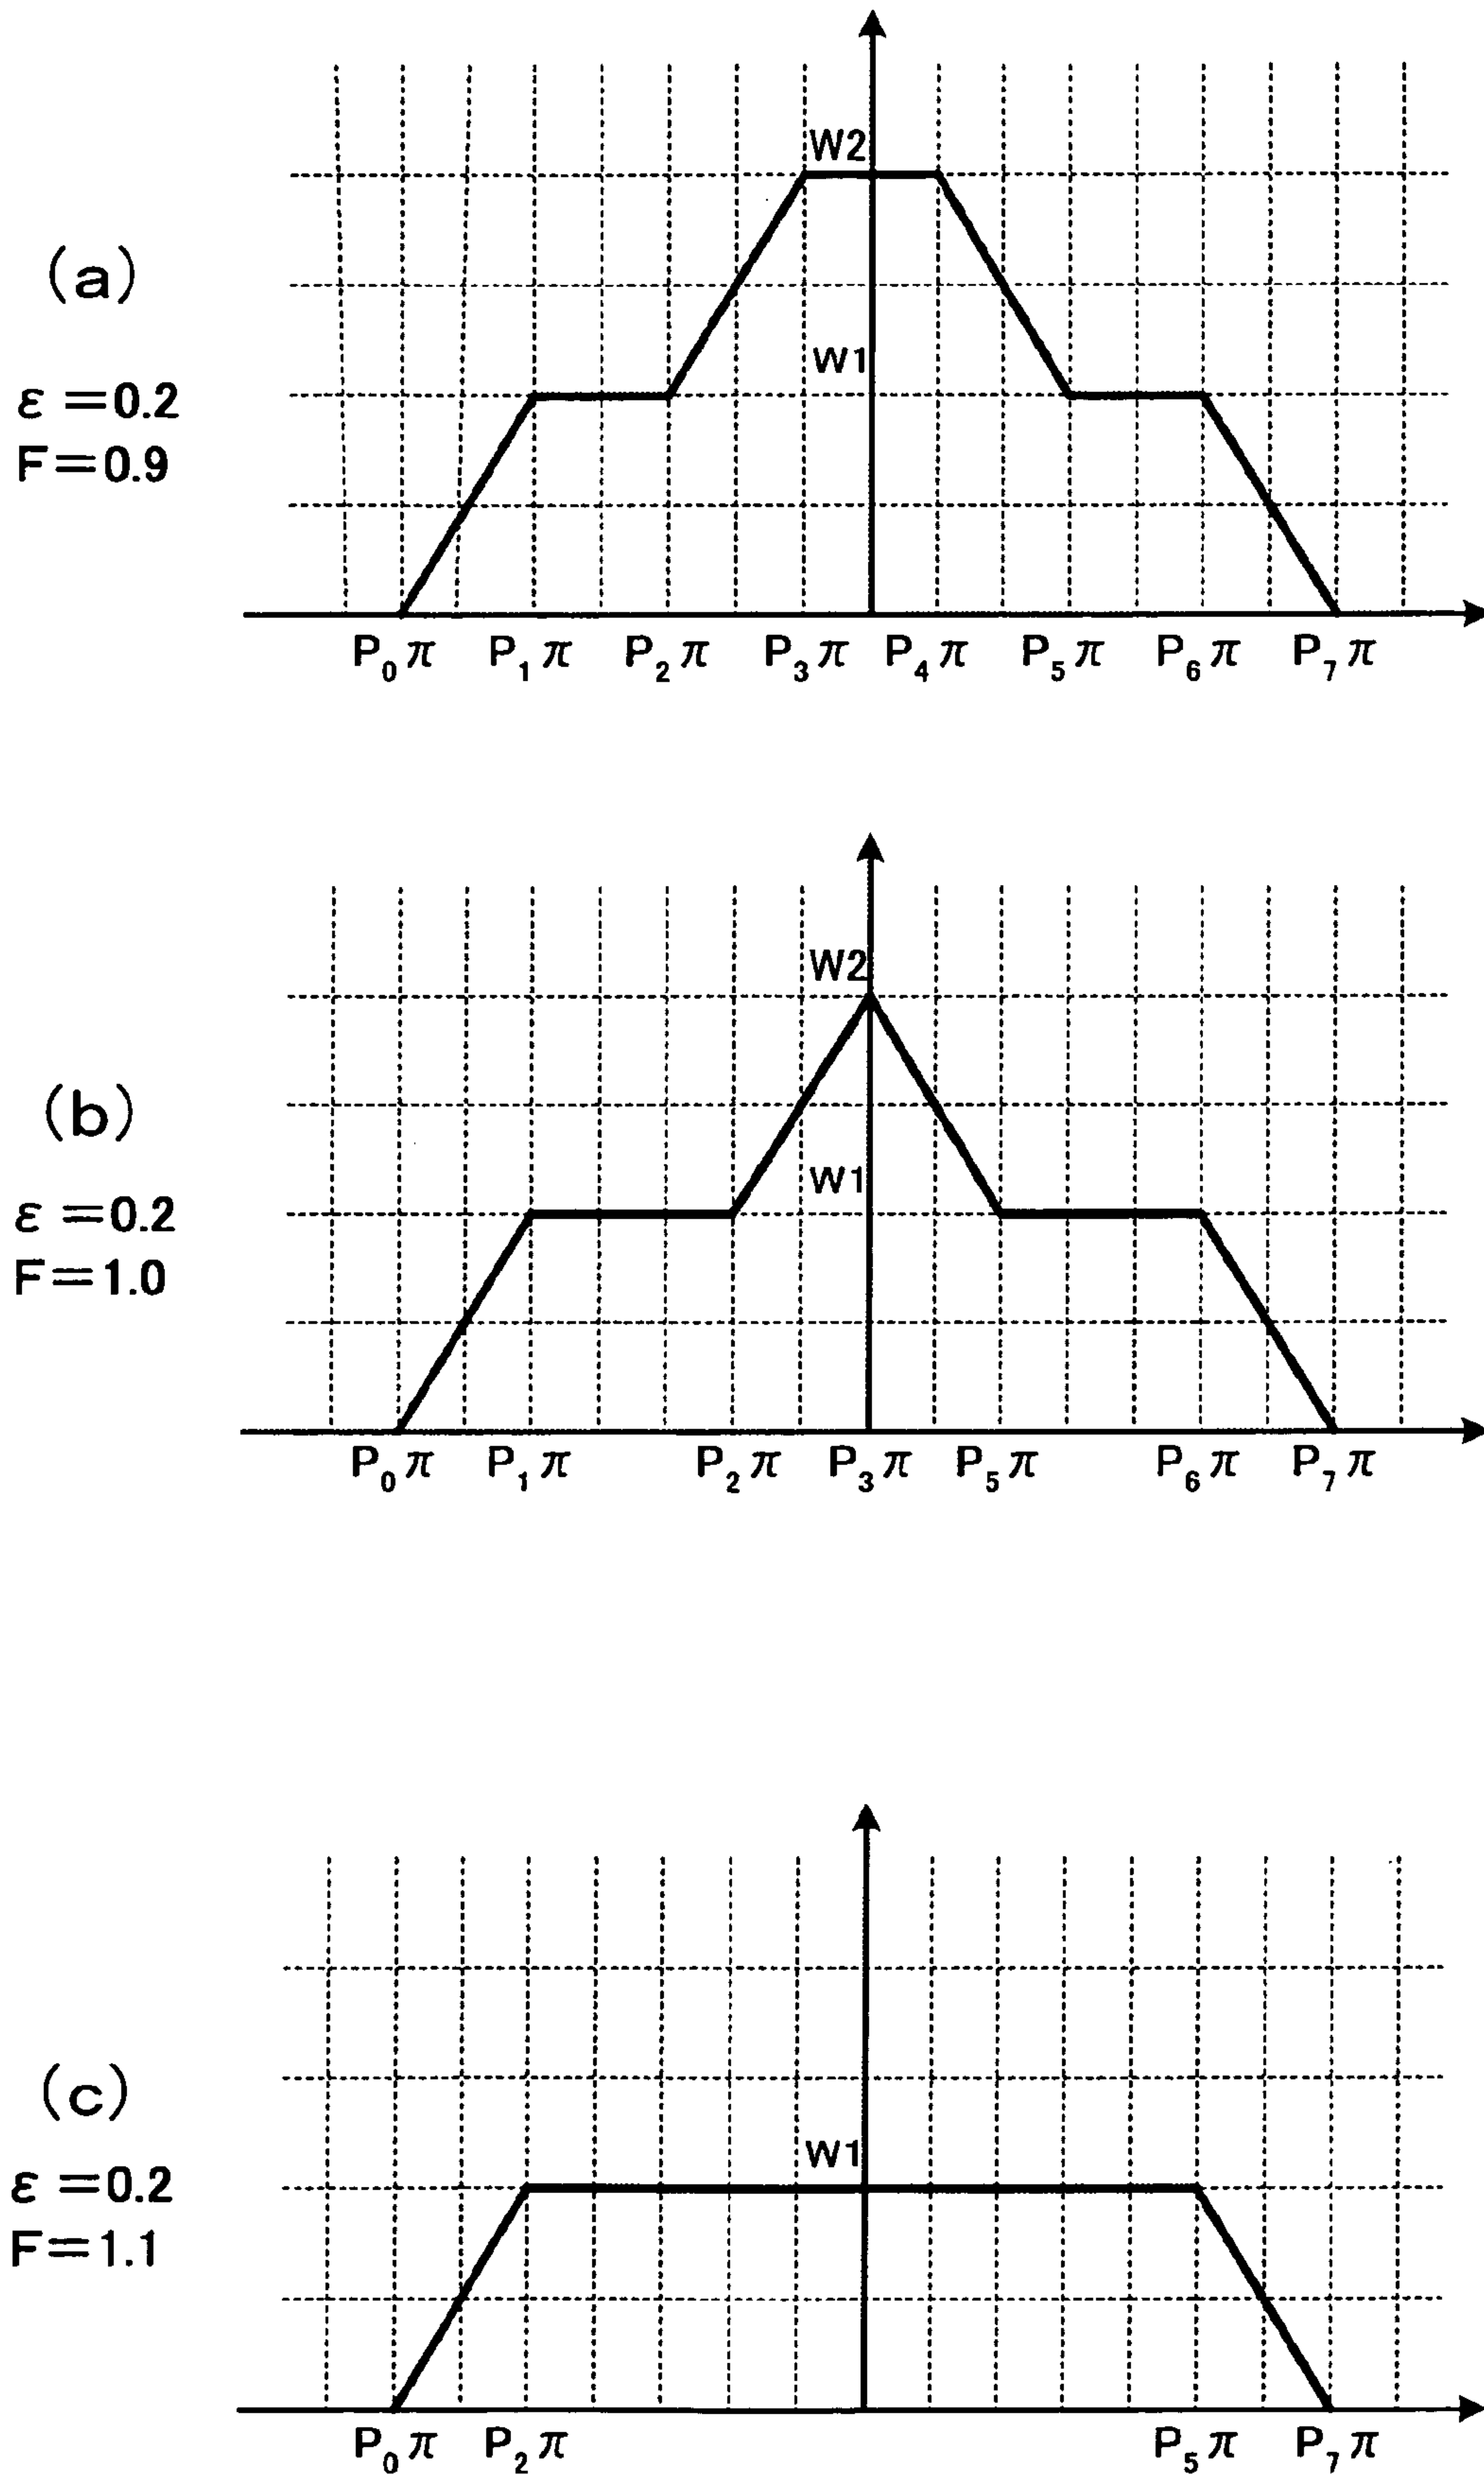 W2
(a)
W1
ε=0.2
F=0.9
P₀π P₁π P₂π P₃π P₄π P₅π P₆π P₇π
W2
(b)
W1
ε=0.2
F=1.0
P₀π P₁π P₂π P₃π P₅π P₆π P₇π
(c)
W1
ε=0.2
F=1.1
P₀π P₂π P₅π P₇π